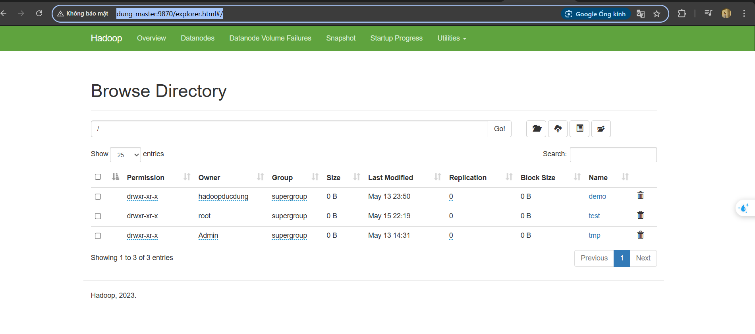 Không bảo mật dung-master:9870/explorer.html#/ Google Ống kính
Hadoop Overview Datanodes Datanode Volume Failures Snapshot Startup Progress Utilities
Browse Directory
/ Go!
Show 25 entries Search:
Permission Owner Group Size Last Modified Replication Block Size Name
drwxr-xr-x hadoopducdung supergroup 0 B May 13 23:50 0 0 B demo
drwxr-xr-x root supergroup 0 B May 15 22:19 0 0 B test
drwxr-xr-x Admin supergroup 0 B May 13 14:31 0 0 B tmp
Showing 1 to 3 of 3 entries Previous 1 Next
Hadoop, 2023.